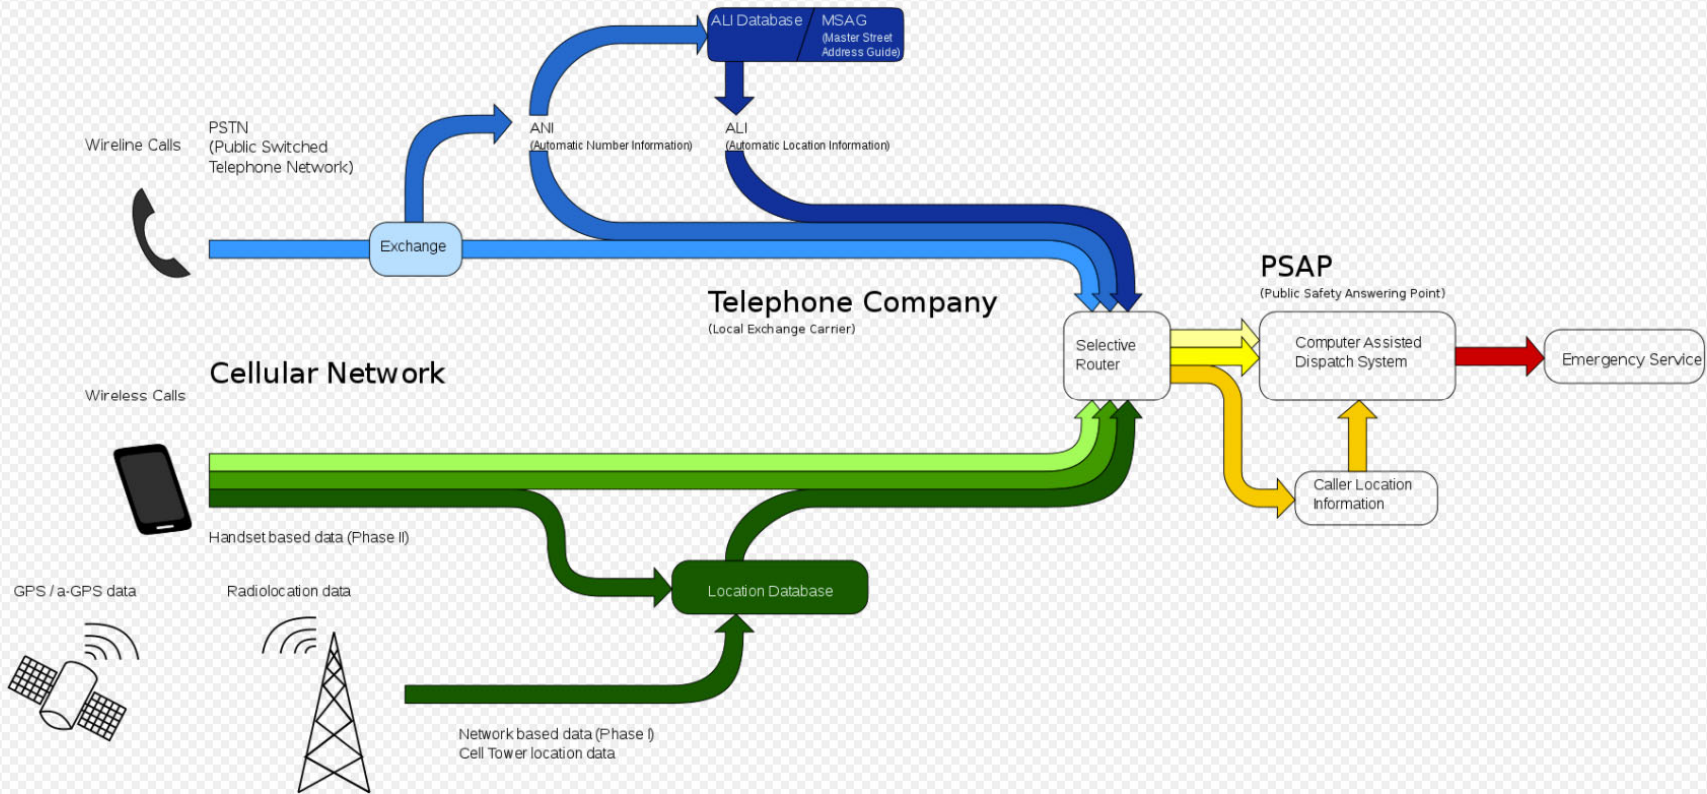 ALI Database
MSAG
(Master Street
Address Guide)
Wireline Calls
PSTN
(Public Switched
Telephone Network)
ANI
(Automatic Number Information)
ALI
(Automatic Location Information)
Exchange
Telephone Company
(Local Exchange Carrier)
PSAP
(Public Safety Answering Point)
Selective
Router
Computer Assisted
Dispatch System
Emergency Service
Cellular Network
Wireless Calls
Caller Location
Information
Handset based data (Phase II)
GPS / a-GPS data
Radiolocation data
Location Database
Network based data (Phase I)
Cell Tower location data